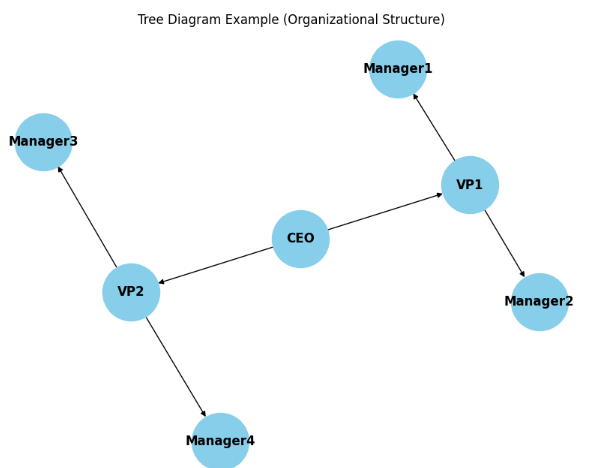 Tree Diagram Example (Organizational Structure)
Manager1
Manager3
VP1
CEO
VP2
Manager2
Manager4